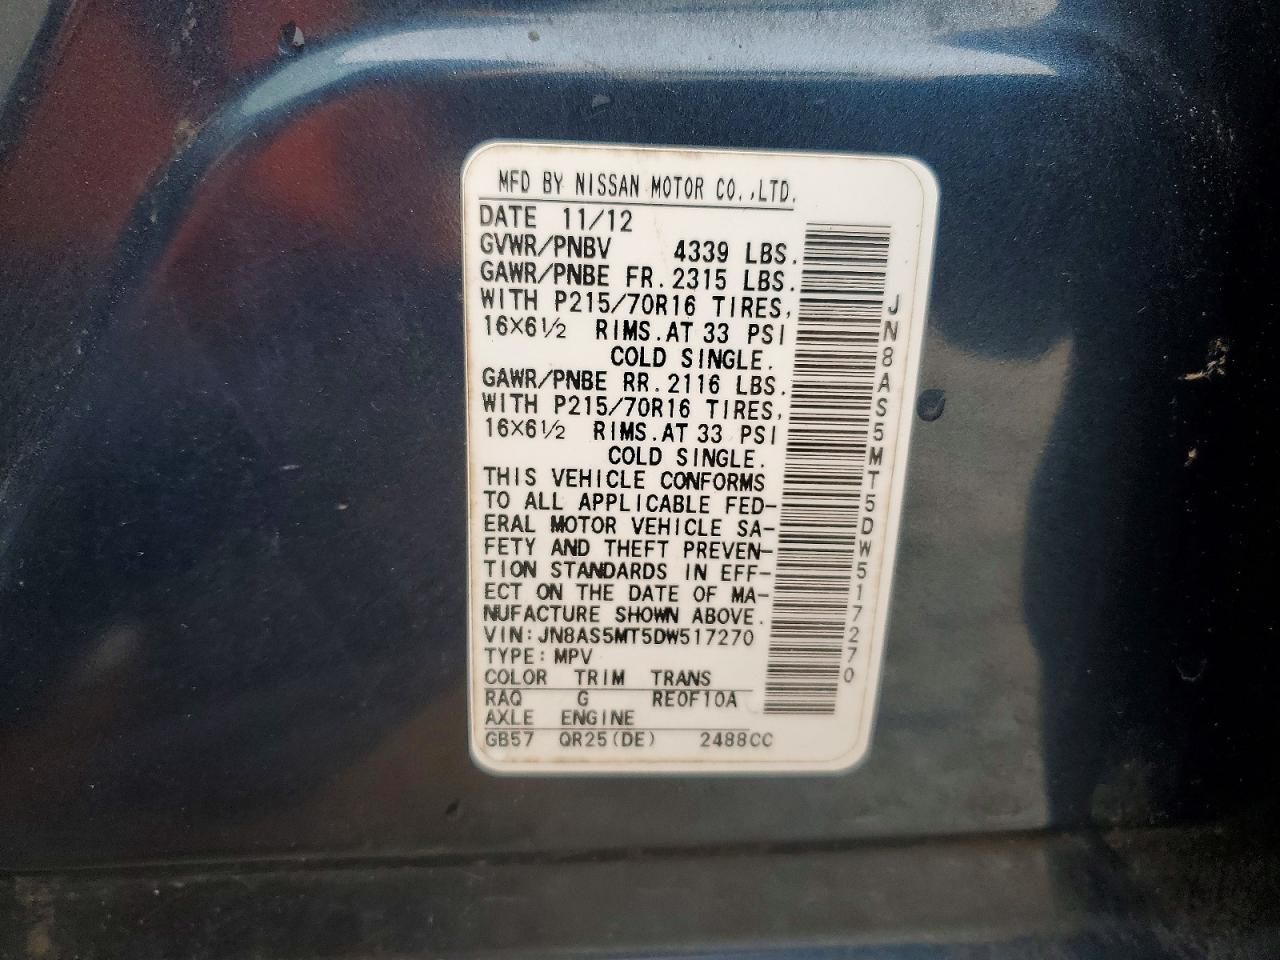 MFD BY NISSAN MOTOR CO.,LTD.
DATE 11/12
GVWR/PNBV 4339 LBS.
GAWR/PNBE FR. 2315 LBS.
WITH P215/70R16 TIRES,
16X6½ RIMS. AT 33 PSI
COLD SINGLE.
GAWR/PNBE RR. 2116 LBS.
WITH P215/70R16 TIRES,
16X6½ RIMS. AT 33 PSI
COLD SINGLE.
THIS VEHICLE CONFORMS
TO ALL APPLICABLE FED-
ERAL MOTOR VEHICLE SA-
FETY AND THEFT PREVEN-
TION STANDARDS IN EFF-
ECT ON THE DATE OF MA-
NUFACTURE SHOWN ABOVE.
VIN: JN8AS5MT5DW517270
TYPE: MPV
COLOR TRIM TRANS
RAQ G RE0F10A
AXLE ENGINE
GB57 QR25(DE) 2488CC
JN8AS5MT5DW517270